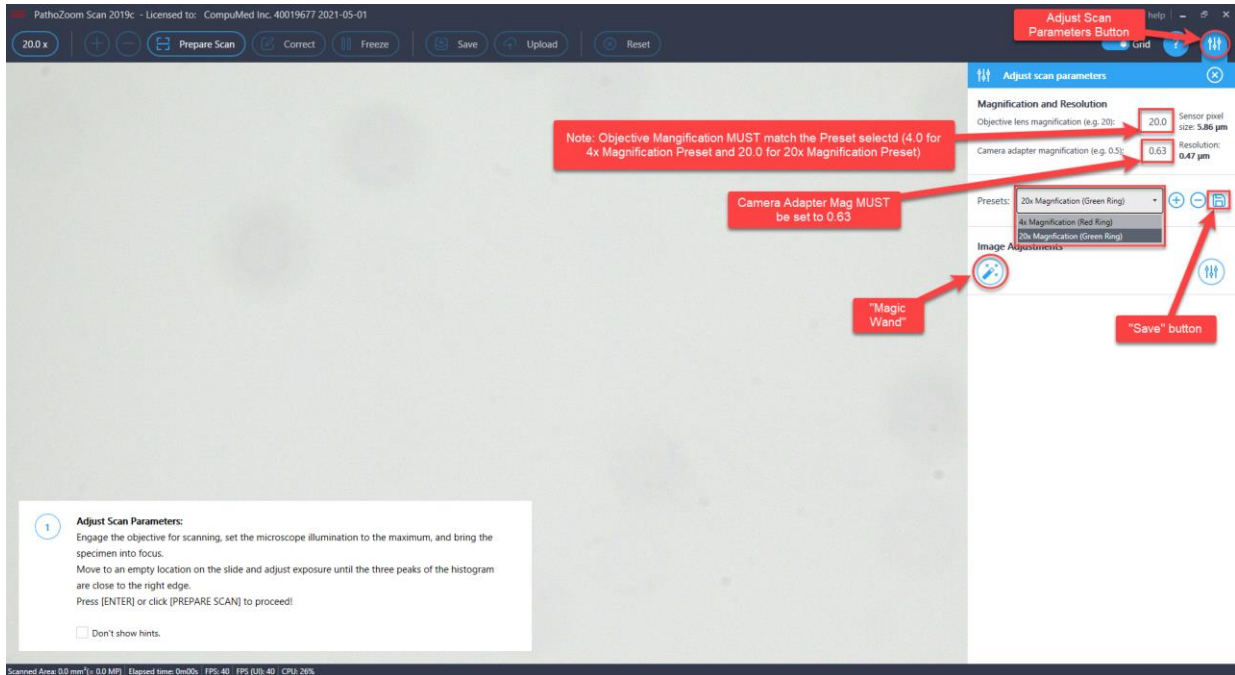 PathoZoom Scan 2019c - Licensed to: CompuMed Inc. 40019677 2021-05-01
help
Adjust Scan
Parameters Button
20.0 x
Prepare Scan
Correct
Freeze
Save
Upload
Reset
Grid
?
Adjust scan parameters
Magnification and Resolution
Objective lens magnification (e.g. 20):
20.0
Sensor pixel
size: 5.86 µm
Camera adapter magnification (e.g. 0.5):
0.63
Resolution:
0.47 µm
Note: Objective Mangification MUST match the Preset selectd (4.0 for
4x Magnification Preset and 20.0 for 20x Magnification Preset)
Camera Adapter Mag MUST
be set to 0.63
Presets:
20x Magnfication (Green Ring)
4x Magnification (Red Ring)
20x Magnfication (Green Ring)
Image Adjustments
"Magic
Wand"
"Save" button
1
Adjust Scan Parameters:
Engage the objective for scanning, set the microscope illumination to the maximum, and bring the
specimen into focus.
Move to an empty location on the slide and adjust exposure until the three peaks of the histogram
are close to the right edge.
Press [ENTER] or click [PREPARE SCAN] to proceed!
Don't show hints.
Scanned Area: 0.0 mm²(= 0.0 MP) Elapsed time: 0m00s FPS: 40 FPS (UI): 40 CPU: 26%